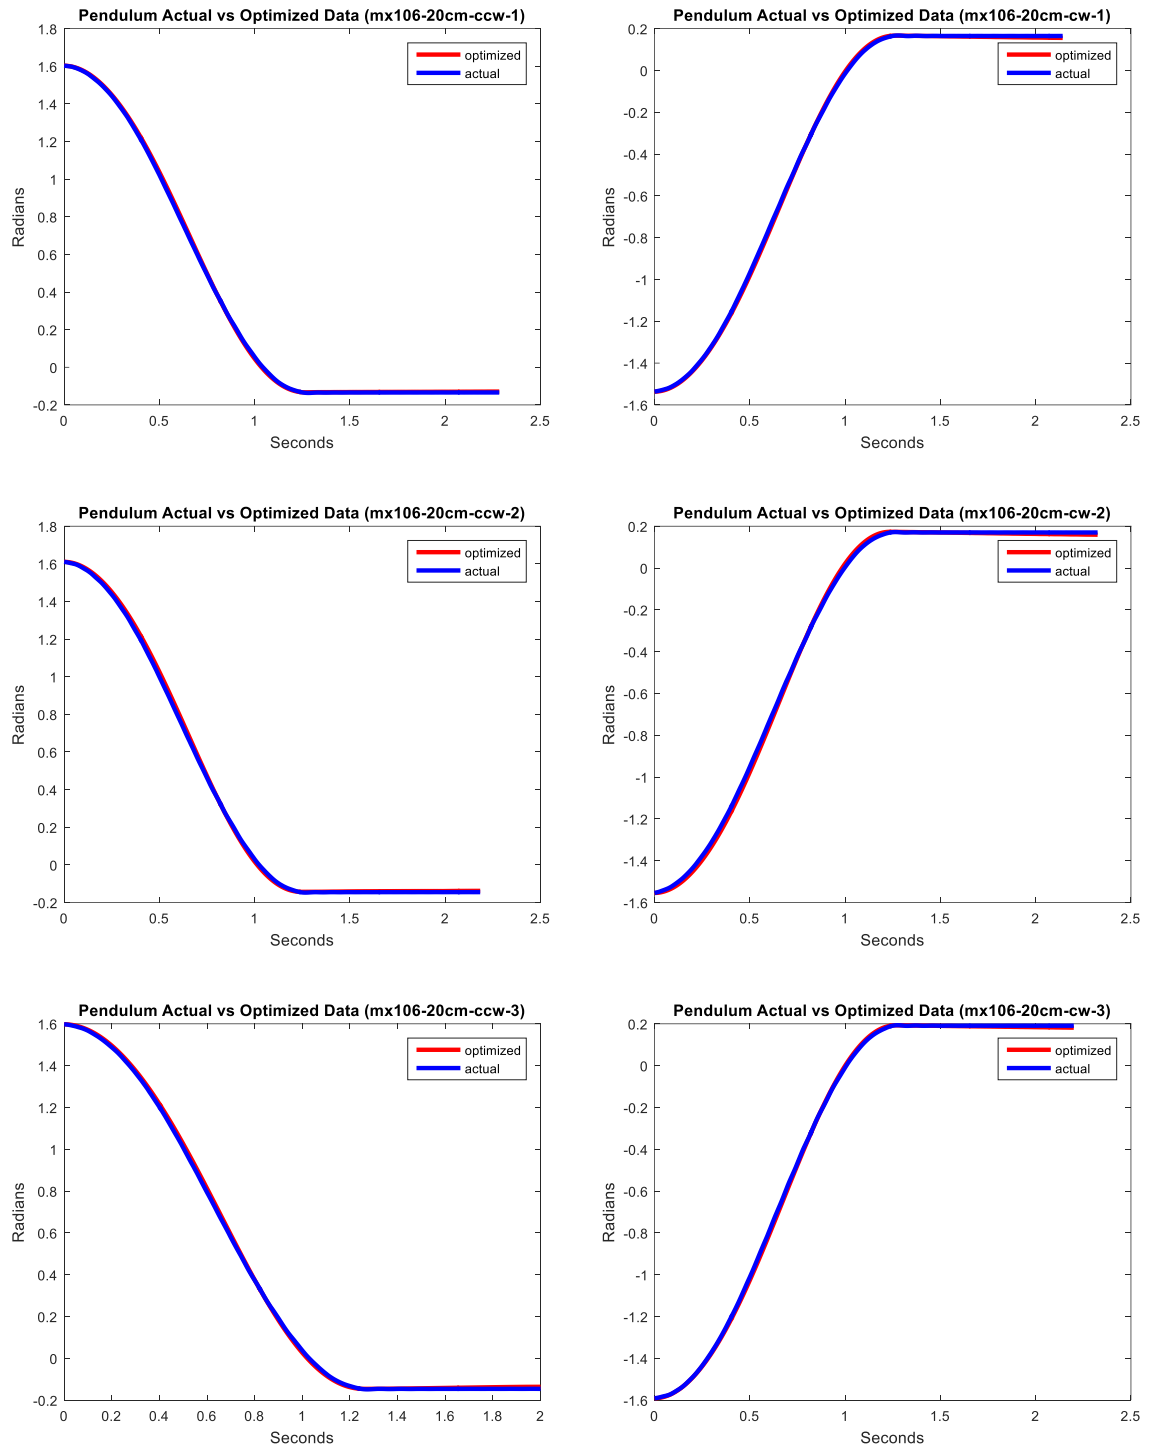 Pendulum Actual vs Optimized Data (mx106-20cm-ccw-1)
1.8
1.6
1.4
1.2
1
0.8
0.6
0.4
0.2
0
-0.2
Radians
0 0.5 1 1.5 2 2.5
Seconds
optimized
actual
Pendulum Actual vs Optimized Data (mx106-20cm-cw-1)
0.2
0
-0.2
-0.4
-0.6
-0.8
-1
-1.2
-1.4
-1.6
Radians
0 0.5 1 1.5 2 2.5
Seconds
optimized
actual
Pendulum Actual vs Optimized Data (mx106-20cm-ccw-2)
1.8
1.6
1.4
1.2
1
0.8
0.6
0.4
0.2
0
-0.2
Radians
0 0.5 1 1.5 2 2.5
Seconds
optimized
actual
Pendulum Actual vs Optimized Data (mx106-20cm-cw-2)
0.2
0
-0.2
-0.4
-0.6
-0.8
-1
-1.2
-1.4
-1.6
Radians
0 0.5 1 1.5 2 2.5
Seconds
optimized
actual
Pendulum Actual vs Optimized Data (mx106-20cm-ccw-3)
1.6
1.4
1.2
1
0.8
0.6
0.4
0.2
0
-0.2
Radians
0 0.2 0.4 0.6 0.8 1 1.2 1.4 1.6 1.8 2
Seconds
optimized
actual
Pendulum Actual vs Optimized Data (mx106-20cm-cw-3)
0.2
0
-0.2
-0.4
-0.6
-0.8
-1
-1.2
-1.4
-1.6
Radians
0 0.5 1 1.5 2 2.5
Seconds
optimized
actual